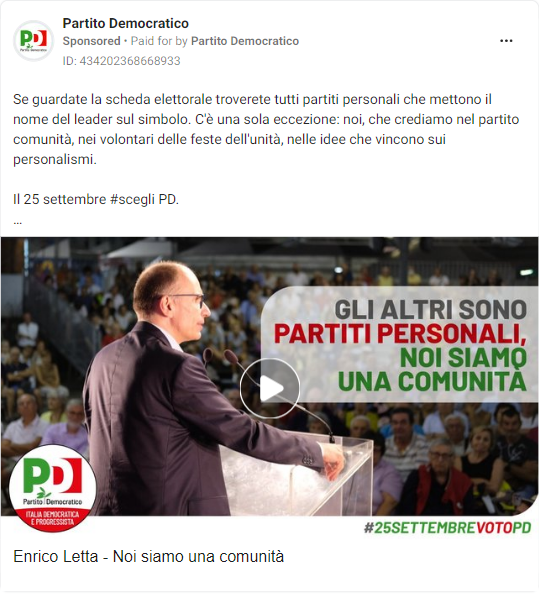 Partito Democratico
Sponsored • Paid for by Partito Democratico
ID: 434202368668933
Se guardate la scheda elettorale troverete tutti partiti personali che mettono il
nome del leader sul simbolo. C'è una sola eccezione: noi, che crediamo nel partito
comunità, nei volontari delle feste dell'unità, nelle idee che vincono sui
personalismi.
Il 25 settembre #scegli PD.
...
GLI ALTRI SONO
PARTITI PERSONALI,
NOI SIAMO
UNA COMUNITÀ
PD
Partito Democratico
ITALIA DEMOCRATICA
E PROGRESSISTA
#25SETTEMBREVOTOPD
Enrico Letta - Noi siamo una comunità